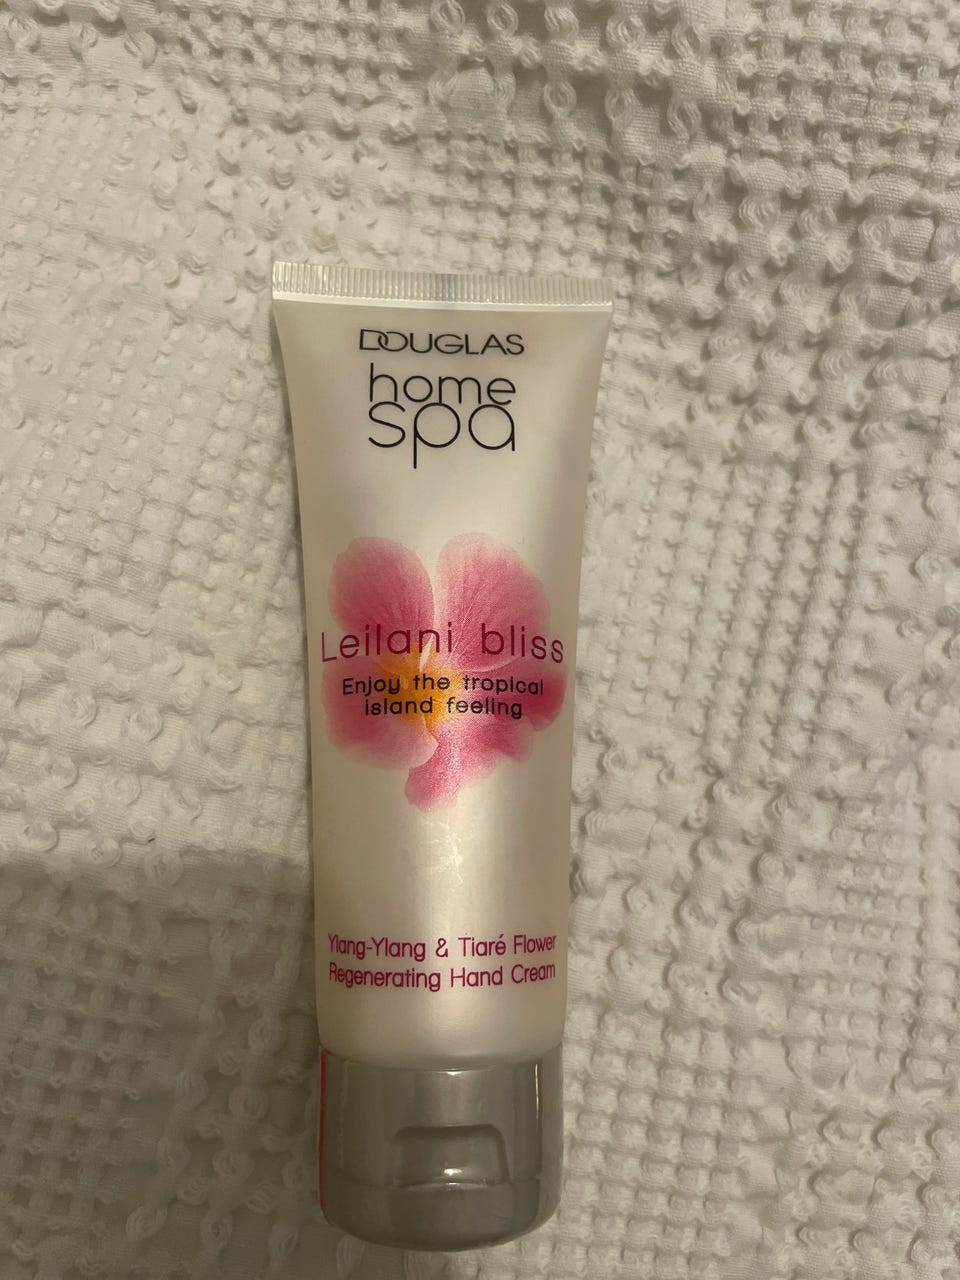 DOUGLAS
home
spa
Leilani bliss
Enjoy the tropical
island feeling
Ylang-Ylang & Tiaré Flower
Regenerating Hand Cream